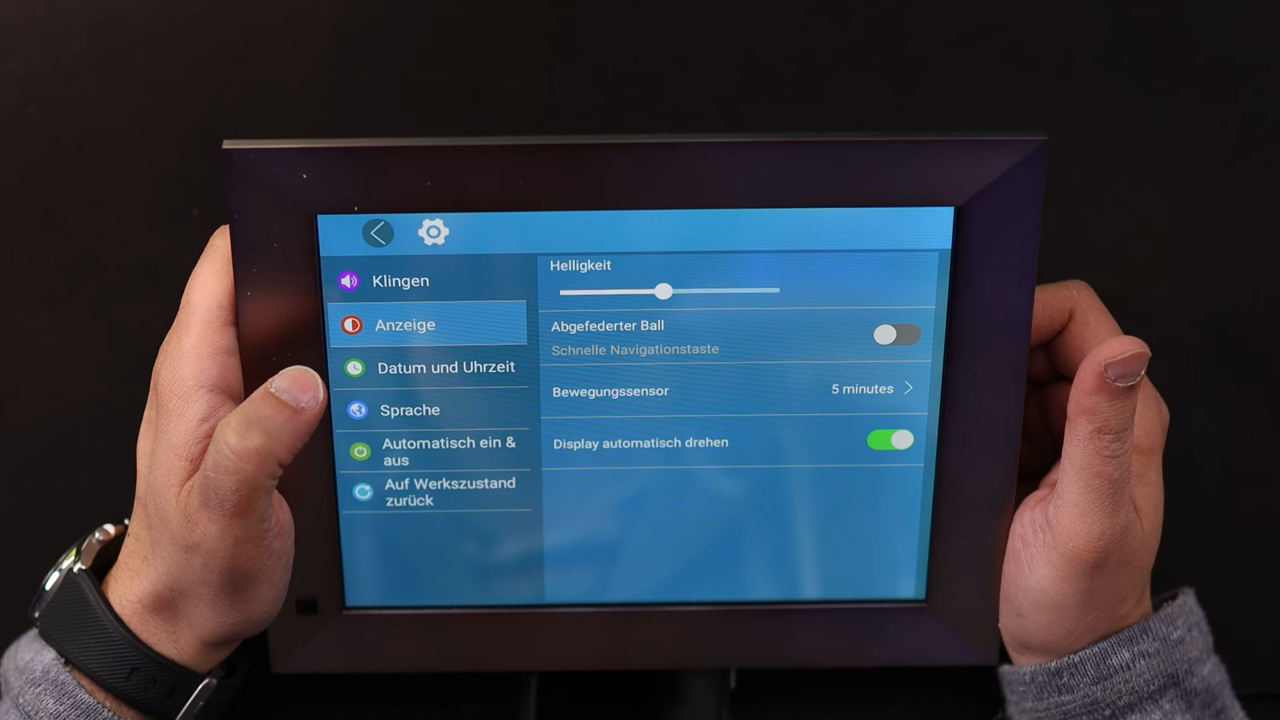 Klingen
Anzeige
Datum und Uhrzeit
Sprache
Automatisch ein &
aus
Auf Werkszustand
zurück
Helligkeit
Abgefederter Ball
Schnelle Navigationstaste
Bewegungssensor
5 minutes
Display automatisch drehen